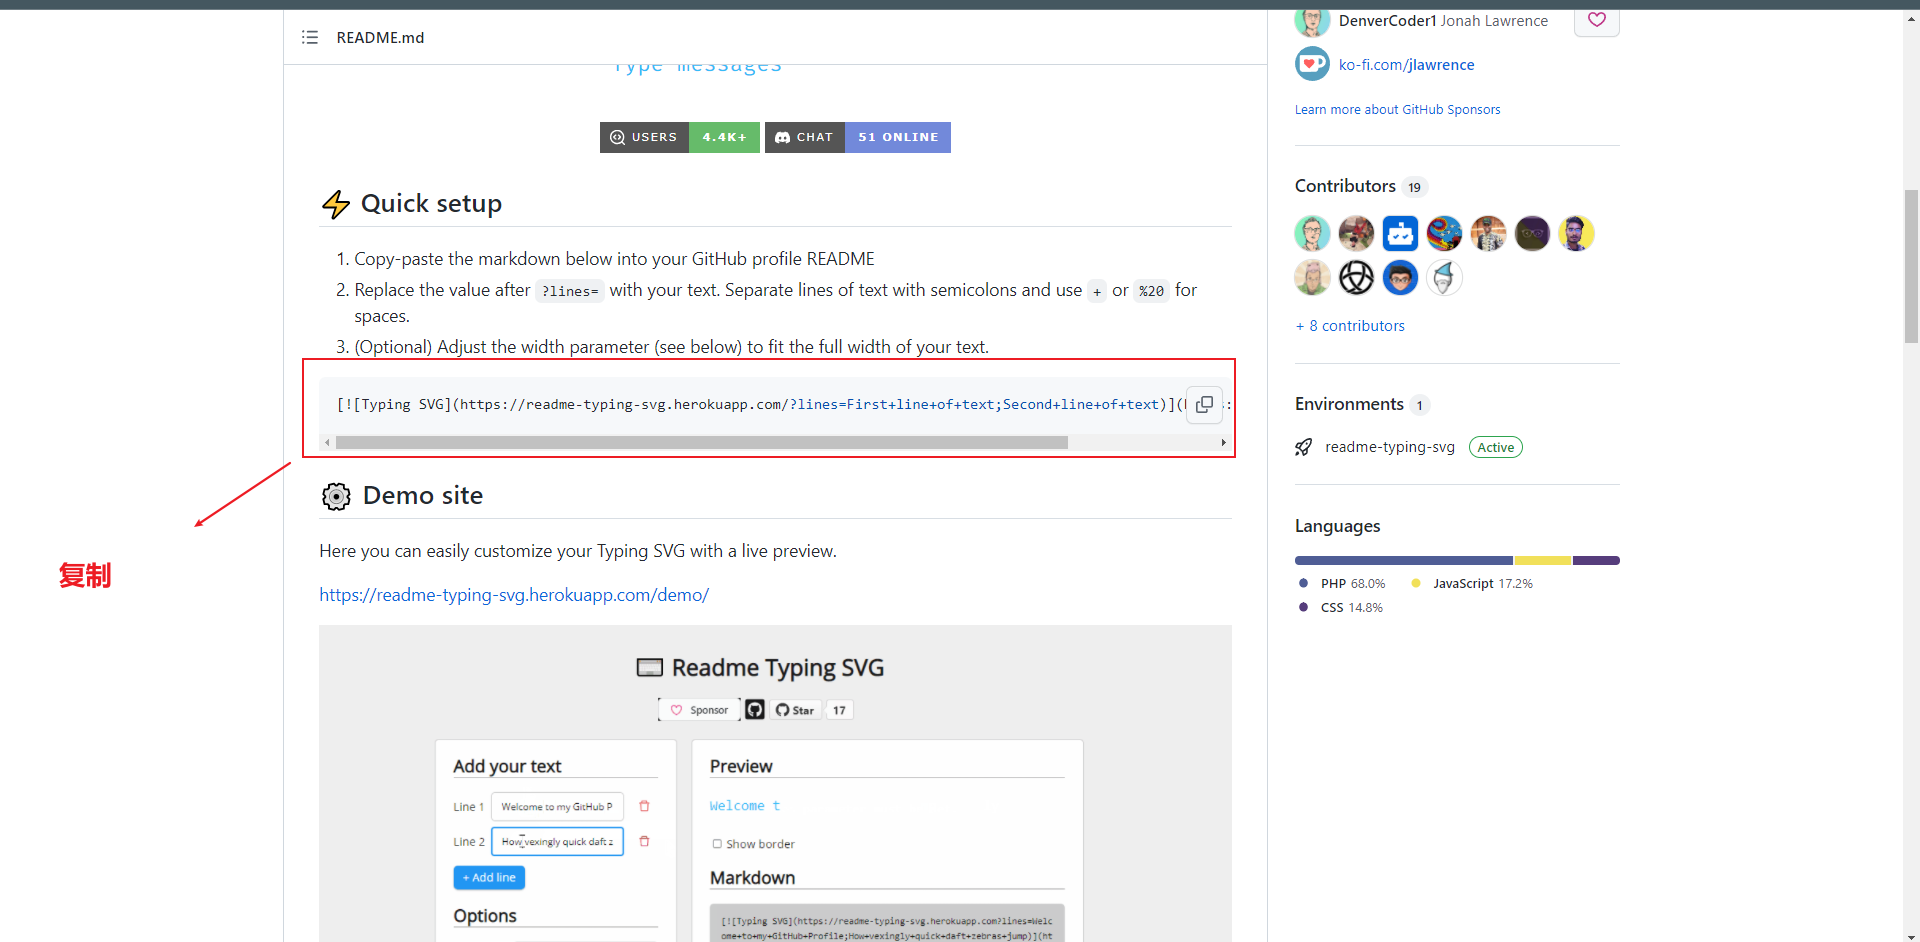 DenverCoder1 Jonah Lawrence
README.md
Type messages
ko-fi.com/jlawrence
Learn more about GitHub Sponsors
USERS 4.4K+ CHAT 51 ONLINE
Quick setup
1. Copy-paste the markdown below into your GitHub profile README
2. Replace the value after ?lines= with your text. Separate lines of text with semicolons and use + or %20 for
spaces.
3. (Optional) Adjust the width parameter (see below) to fit the full width of your text.
[![Typing SVG](https://readme-typing-svg.herokuapp.com/?lines=First+line+of+text;Second+line+of+text)](
复制
Demo site
Here you can easily customize your Typing SVG with a live preview.
https://readme-typing-svg.herokuapp.com/demo/
Readme Typing SVG
Sponsor Star 17
Add your text
Line 1 Welcome to my GitHub P
Line 2 How vexingly quick daft z
+ Add line
Options
Preview
Welcome t
Show border
Markdown
[![Typing SVG](https://readme-typing-svg.herokuapp.com?lines=Welc
ome+to+my+GitHub+Profile;How+vexingly+quick+daft+zebras+jump)](ht
Contributors 19
+ 8 contributors
Environments 1
readme-typing-svg Active
Languages
PHP 68.0% JavaScript 17.2%
CSS 14.8%